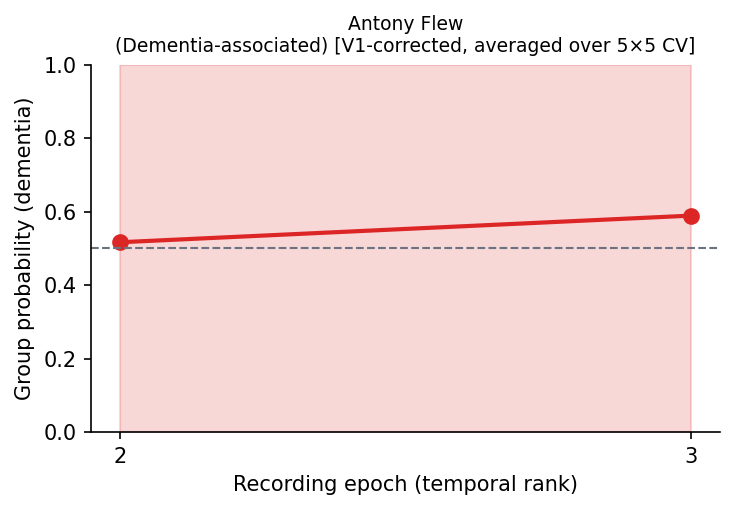 Antony Flew
(Dementia-associated) [V1-corrected, averaged over 5×5 CV]
Group probability (dementia)
1.0
0.8
0.6
0.4
0.2
0.0
2
3
Recording epoch (temporal rank)